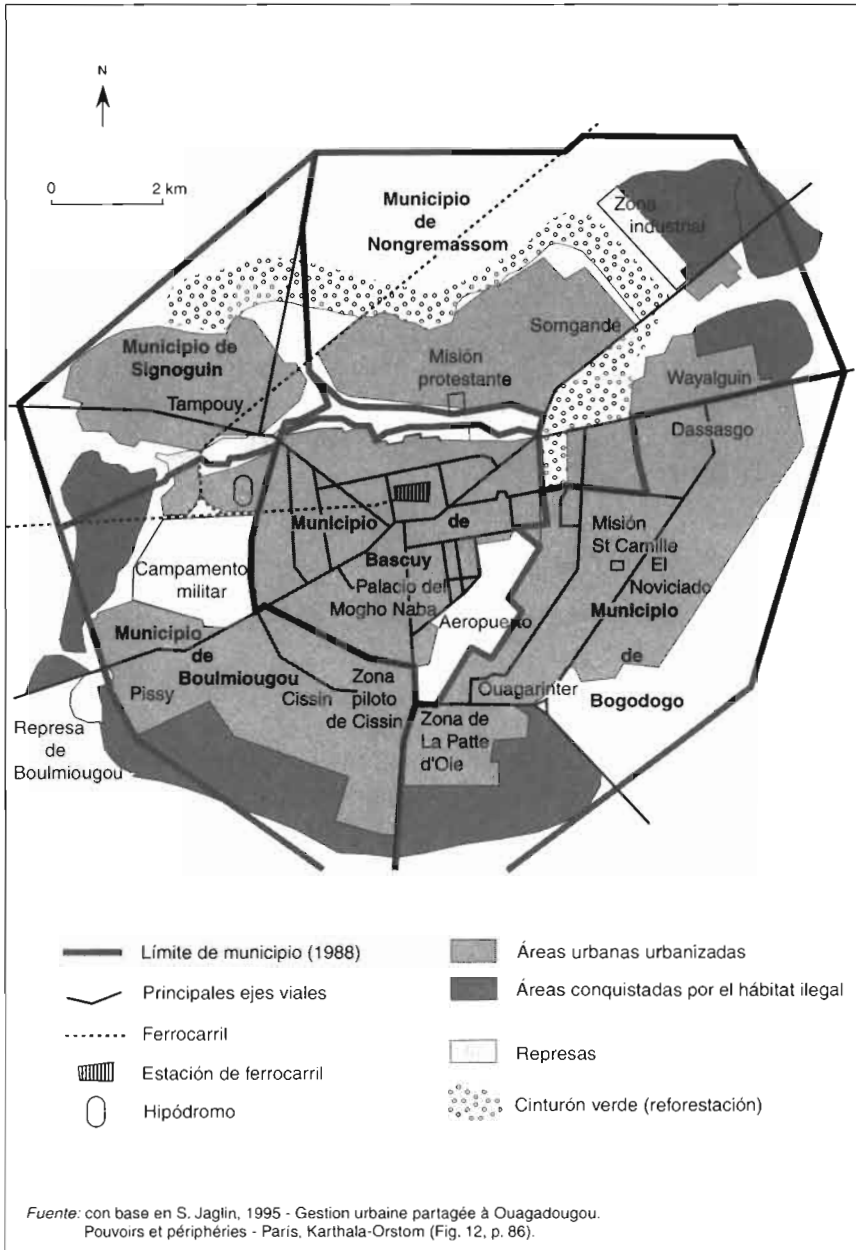 N
0 2 km
Municipio
de
Nongremassom
Zona
industrial
Somgandé
Municipio de
Signoguin
Misión
protestante
Wayalguin
Tampouy
Dassasgo
Municipio de
Bascuy
Misión
St Camille
El
Noviciado
Campamento
militar
Palacio del
Mogho Naba
Aeropuerto
Municipio
de
Bogodogo
Municipio
de
Boulmiougou
Zona
piloto
de Cissin
Cissin
Pissy
Ouagarinter
Zona de
La Patte
d'Oie
Represa
de
Boulmiougou
Límite de municipio (1988)
Principales ejes viales
Ferrocarril
Estación de ferrocarril
Hipódromo
Áreas urbanas urbanizadas
Áreas conquistadas por el hábitat ilegal
Represas
Cinturón verde (reforestación)
Fuente: con base en S. Jaglin, 1995 - Gestion urbaine partagée à Ouagadougou.
Pouvoirs et périphéries - París, Karthala-Orstom (Fig. 12, p. 86).